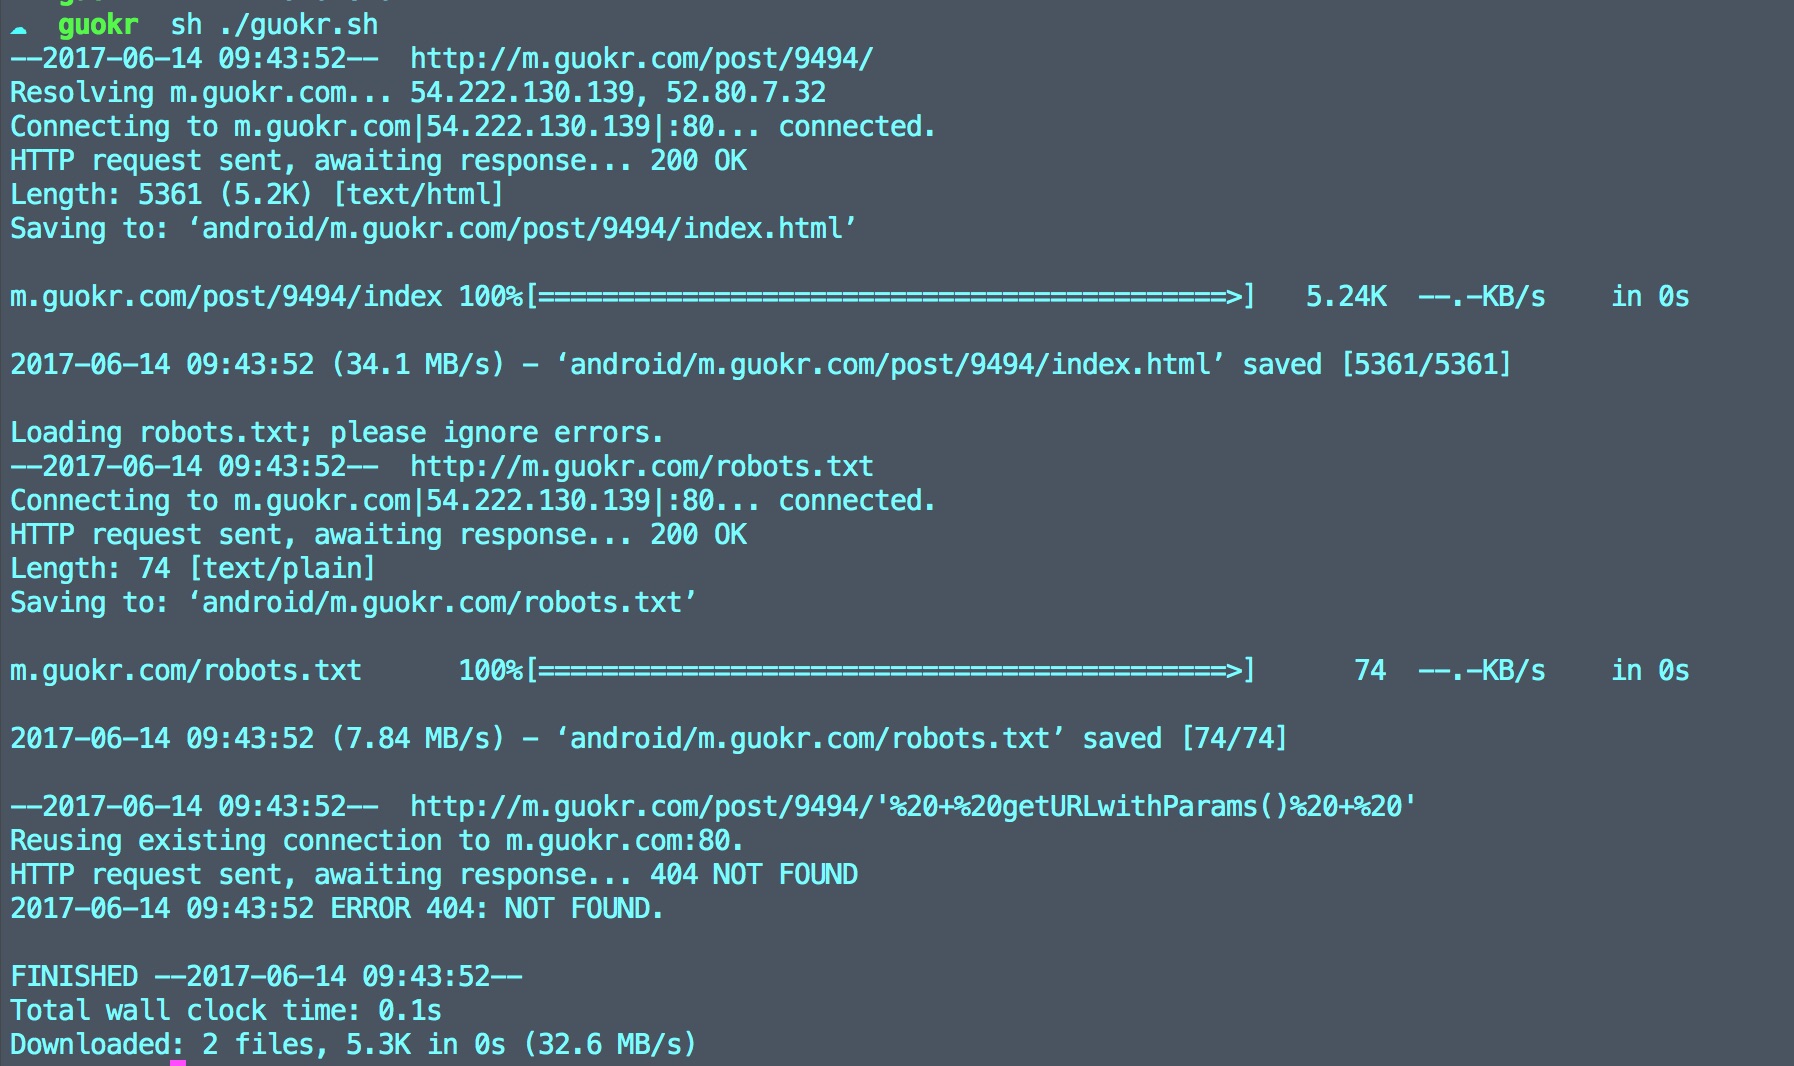 ☁  guokr  sh ./guokr.sh
--2017-06-14 09:43:52--  http://m.guokr.com/post/9494/
Resolving m.guokr.com... 54.222.130.139, 52.80.7.32
Connecting to m.guokr.com|54.222.130.139|:80... connected.
HTTP request sent, awaiting response... 200 OK
Length: 5361 (5.2K) [text/html]
Saving to: ‘android/m.guokr.com/post/9494/index.html’
m.guokr.com/post/9494/index 100%[===========================================>]   5.24K  --.-KB/s    in 0s
2017-06-14 09:43:52 (34.1 MB/s) - ‘android/m.guokr.com/post/9494/index.html’ saved [5361/5361]
Loading robots.txt; please ignore errors.
--2017-06-14 09:43:52--  http://m.guokr.com/robots.txt
Connecting to m.guokr.com|54.222.130.139|:80... connected.
HTTP request sent, awaiting response... 200 OK
Length: 74 [text/plain]
Saving to: ‘android/m.guokr.com/robots.txt’
m.guokr.com/robots.txt      100%[===========================================>]      74  --.-KB/s    in 0s
2017-06-14 09:43:52 (7.84 MB/s) - ‘android/m.guokr.com/robots.txt’ saved [74/74]
--2017-06-14 09:43:52--  http://m.guokr.com/post/9494/'%20+%20getURLwithParams()%20+%20'
Reusing existing connection to m.guokr.com:80.
HTTP request sent, awaiting response... 404 NOT FOUND
2017-06-14 09:43:52 ERROR 404: NOT FOUND.
FINISHED --2017-06-14 09:43:52--
Total wall clock time: 0.1s
Downloaded: 2 files, 5.3K in 0s (32.6 MB/s)